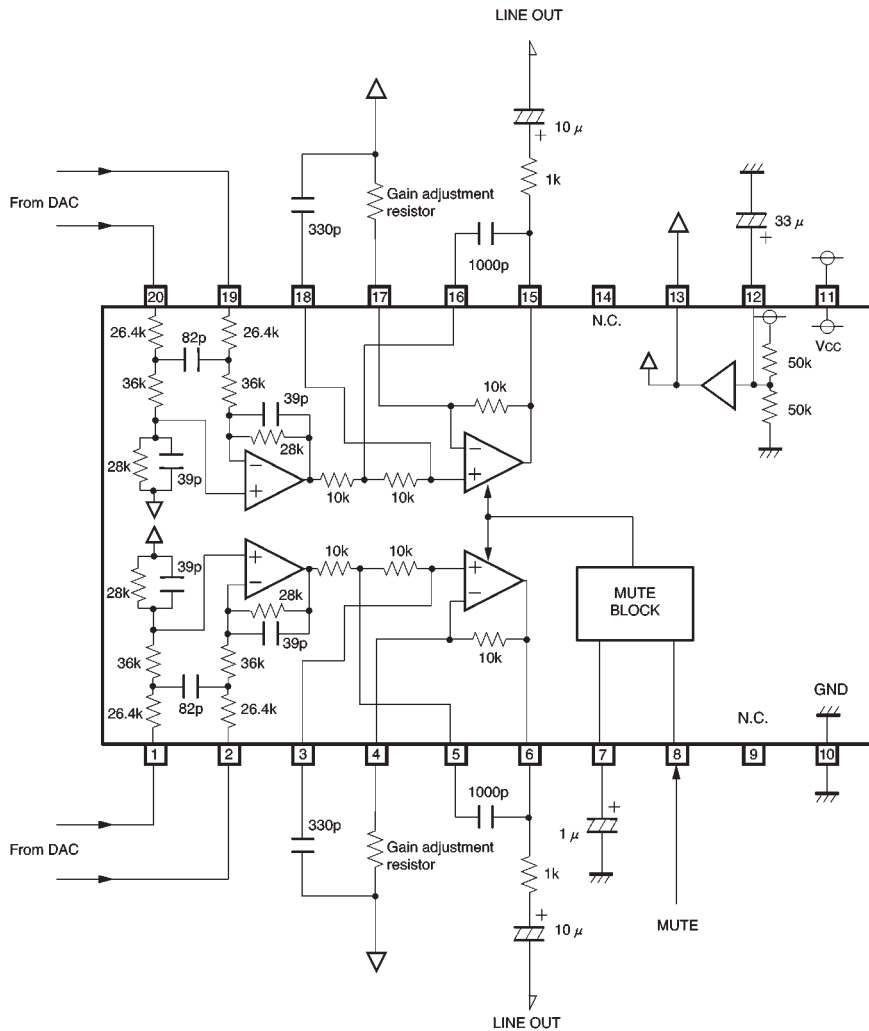 LINE OUT
10 μ
+
1k
Gain adjustment
resistor
33 μ
+
From DAC
330p
1000p
20
19
18
17
16
15
14
13
12
11
N.C.
26.4k
82p
26.4k
VCC
50k
36k
36k
39p
10k
50k
28k
28k
39p
−
+
−
+
10k
10k
39p
+
−
10k
10k
+
−
28k
28k
39p
10k
MUTE
BLOCK
36k
36k
26.4k
82p
26.4k
N.C.
GND
1
2
3
4
5
6
7
8
9
10
1000p
+
From DAC
330p
Gain adjustment
resistor
1 μ
1k
+
10 μ
MUTE
LINE OUT